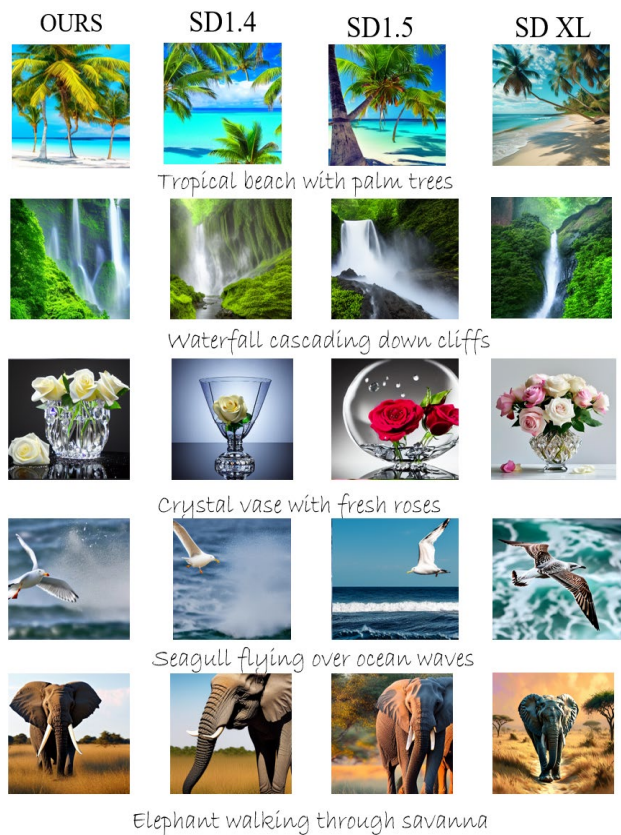 OURS SD1.4 SD1.5 SD XL
Tropical beach with palm trees
Waterfall cascading down cliffs
Crystal vase with fresh roses
Seagull flying over ocean waves
Elephant walking through savanna